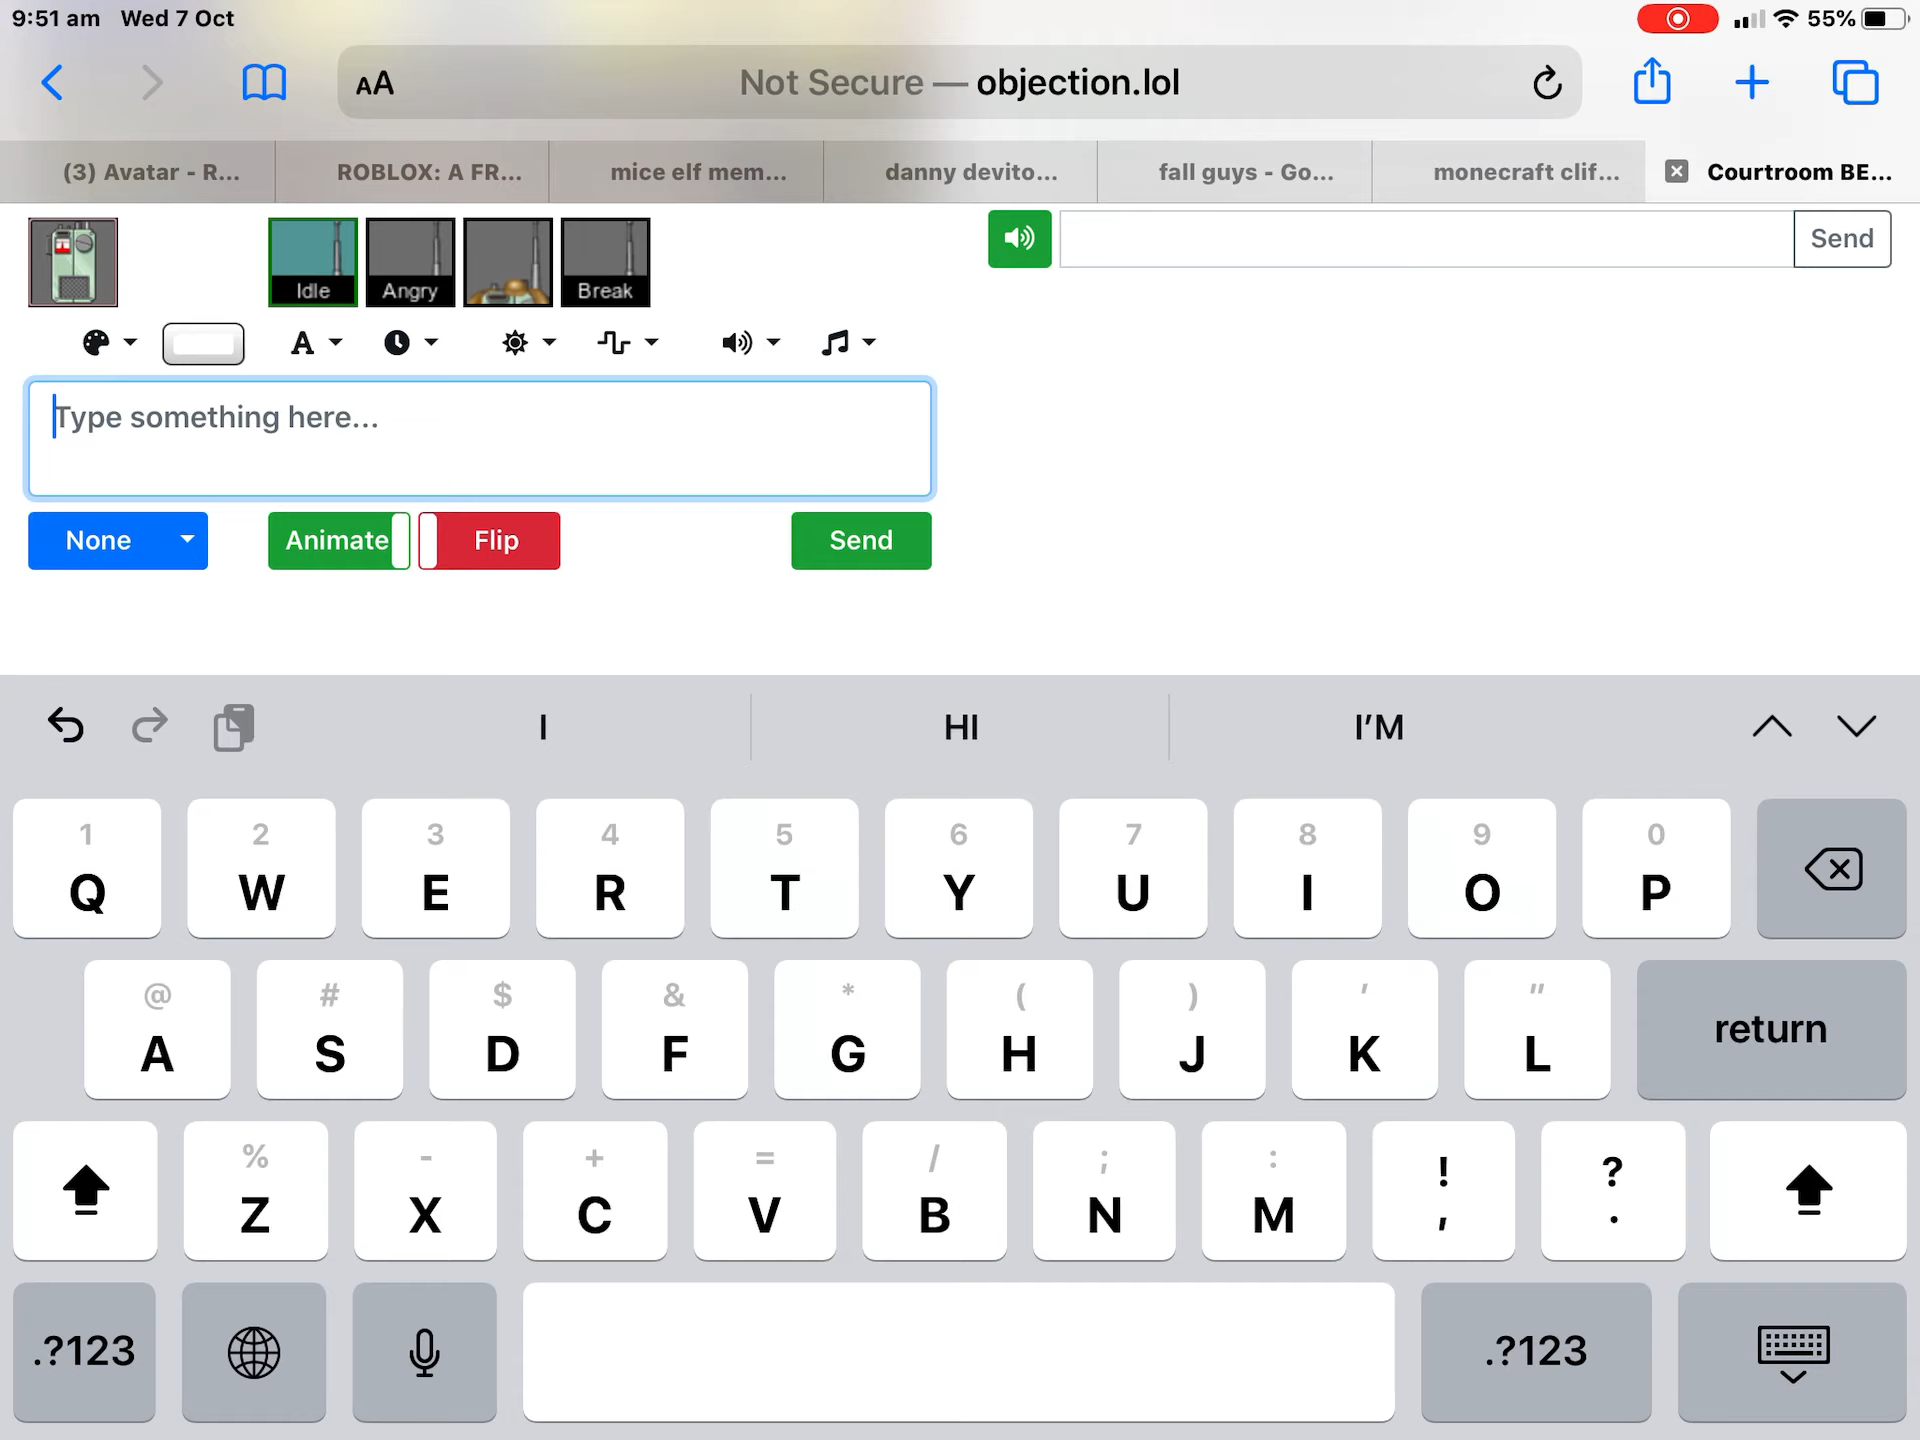 9:51 am Wed 7 Oct 55%
AA Not Secure — objection.lol
(3) Avatar - R... ROBLOX: A FR... mice elf mem... danny devito... fall guys - Go... monecraft clif... Courtroom BE...
Idle Angry Break Send
A
Type something here...
None Animate Flip Send
I HI I'M
1 2 3 4 5 6 7 8 9 0
Q W E R T Y U I O P
@ # $ & * ( ) ' "
A S D F G H J K L return
% - + = / ; : ! ?
Z X C V B N M , .
.?123 .?123